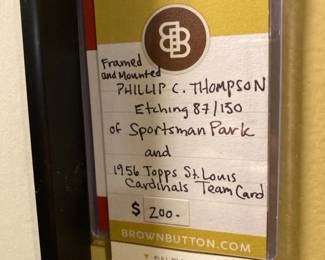 BB
Framed
and Mounted
PHILLIP C. THOMPSON
Etching 87/150
of Sportsman Park
and
1956 Topps St. Louis
Cardinals Team Card
$ 200-
BROWNBUTTON.COM